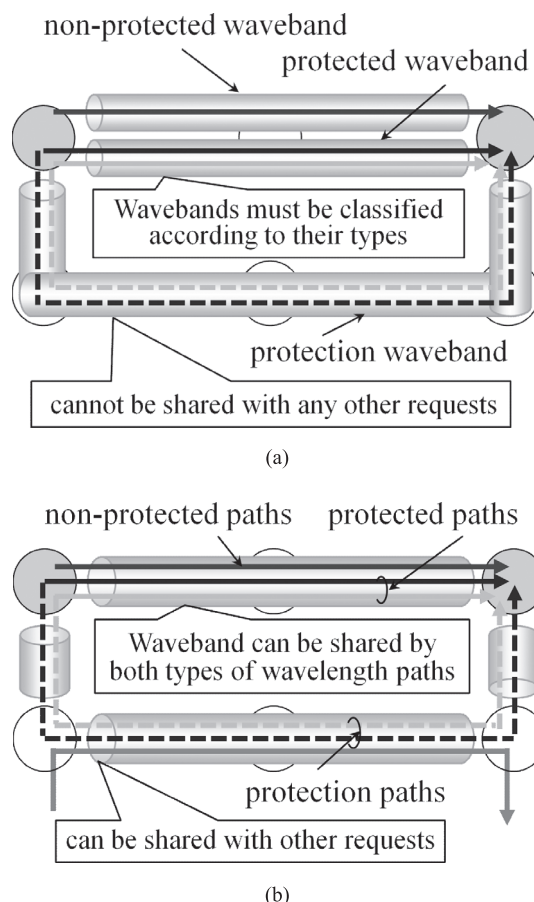 non-protected waveband
protected waveband
Wavebands must be classified
according to their types
protection waveband
cannot be shared with any other requests
(a)
non-protected paths
protected paths
Waveband can be shared by
both types of wavelength paths
protection paths
can be shared with other requests
(b)